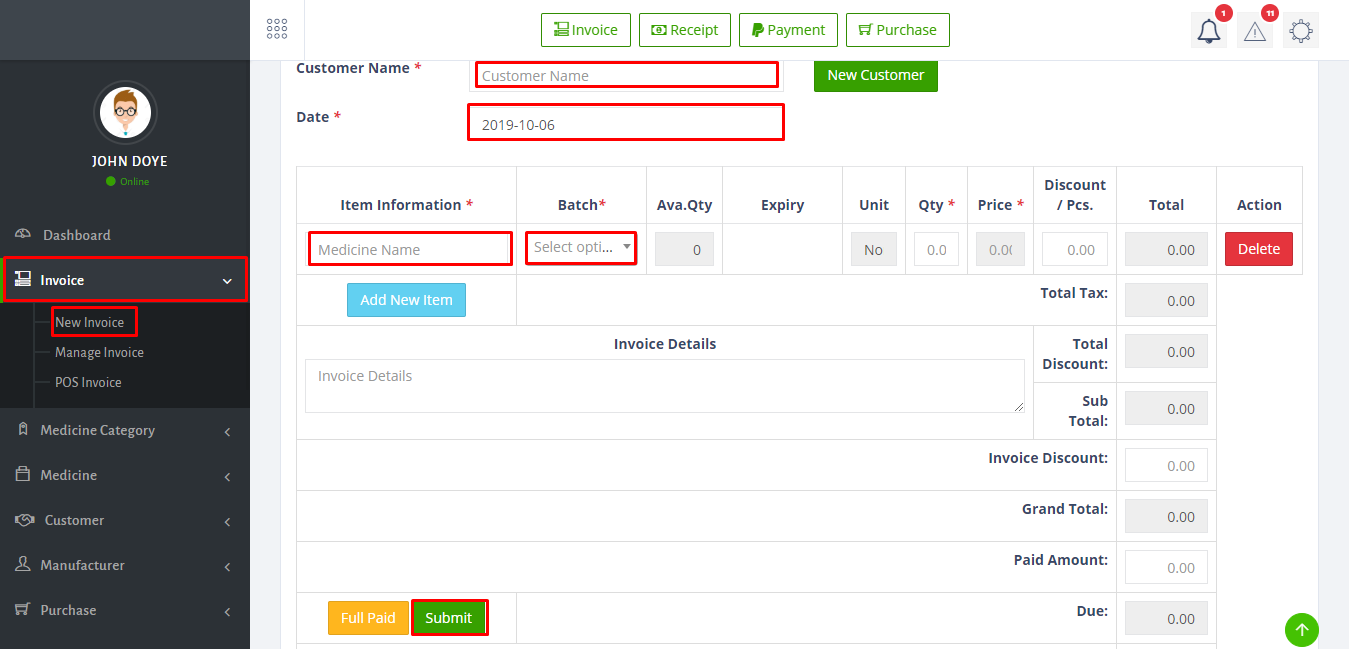 Invoice
Receipt
Payment
Purchase
1
11
JOHN DOYE
Online
Dashboard
Invoice
New Invoice
Manage Invoice
POS Invoice
Medicine Category
Medicine
Customer
Manufacturer
Purchase
Customer Name *
Customer Name
New Customer
Date *
2019-10-06
Item Information *
Batch*
Ava.Qty
Expiry
Unit
Qty *
Price *
Discount
/ Pcs.
Total
Action
Medicine Name
Select opti...
0
No
0.0
0.0
0.00
0.00
Delete
Add New Item
Total Tax:
0.00
Invoice Details
Invoice Details
Total
Discount:
0.00
Sub
Total:
0.00
Invoice Discount:
0.00
Grand Total:
0.00
Paid Amount:
0.00
Full Paid
Submit
Due:
0.00